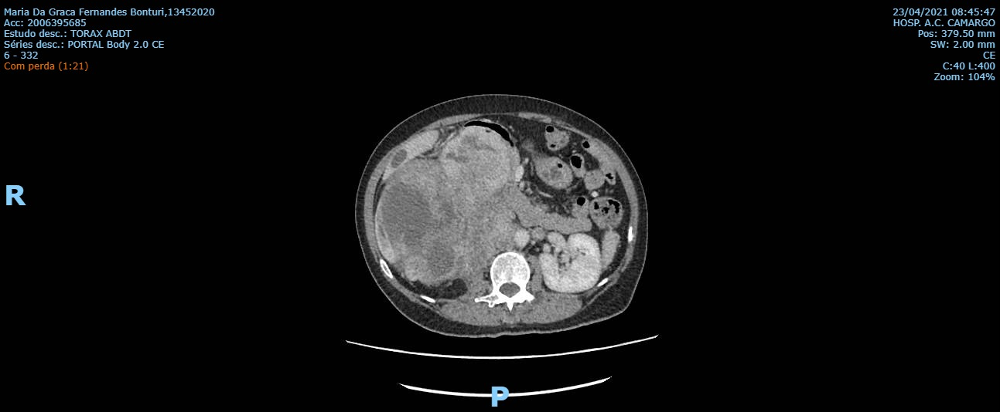 Maria Da Graca Fernandes Bonturi,13452020
Acc: 2006395685
Estudo desc.: TORAX ABDT
Séries desc.: PORTAL Body 2.0 CE
6 - 332
Com perda (1:21)
23/04/2021 08:45:47
HOSP. A.C. CAMARGO
Pos: 379.50 mm
SW: 2.00 mm
CE
C:40 L:400
Zoom: 104%
R
P